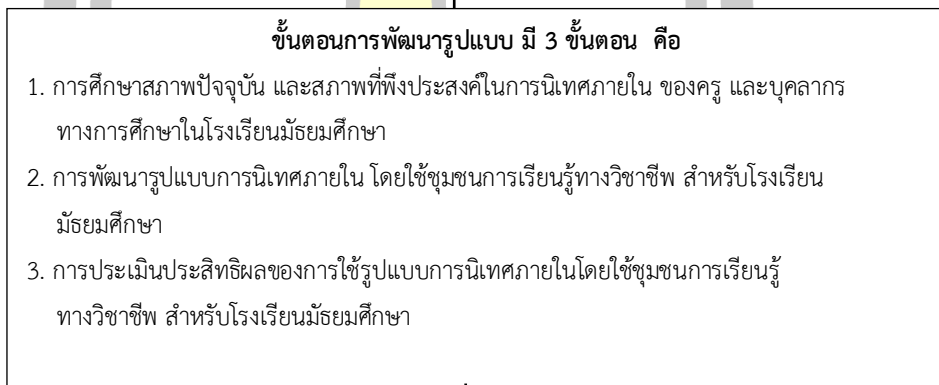 ขั้นตอนการพัฒนารูปแบบ มี 3 ขั้นตอน คือ
1. การศึกษาสภาพปัจจุบัน และสภาพที่พึงประสงค์ในการนิเทศภายใน ของครู และบุคลากร
ทางการศึกษาในโรงเรียนมัธยมศึกษา
2. การพัฒนารูปแบบการนิเทศภายใน โดยใช้ชุมชนการเรียนรู้ทางวิชาชีพ สำหรับโรงเรียน
มัธยมศึกษา
3. การประเมินประสิทธิผลของการใช้รูปแบบการนิเทศภายในโดยใช้ชุมชนการเรียนรู้
ทางวิชาชีพ สำหรับโรงเรียนมัธยมศึกษา